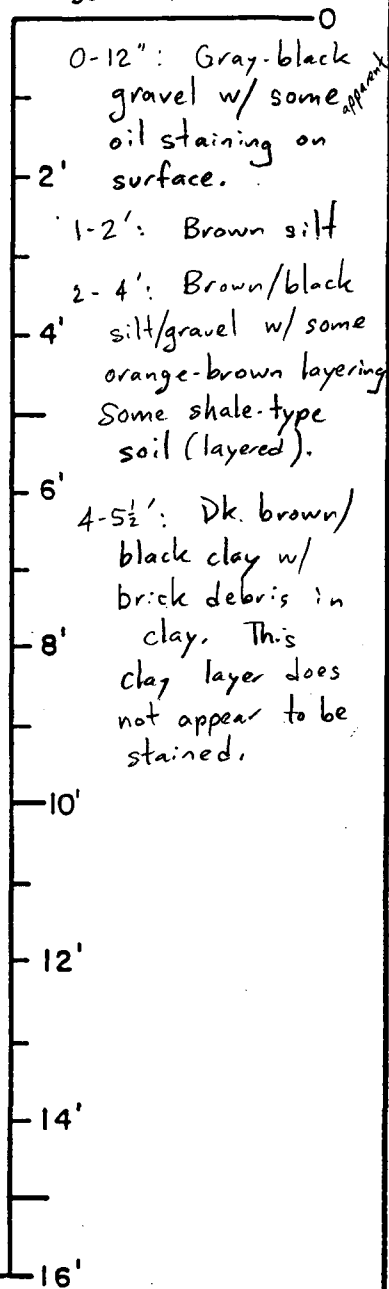 0
0-12": Gray-black
gravel w/ some apparent
oil staining on
2' surface.
1-2': Brown silt
2-4': Brown/black
4' silt/gravel w/ some
orange-brown layering
Some shale-type
soil (layered).
6'
4-5½': Dk. brown/
black clay w/
brick debris in
8' clay. This
clay layer does
not appear to be
stained.
10'
12'
14'
16'